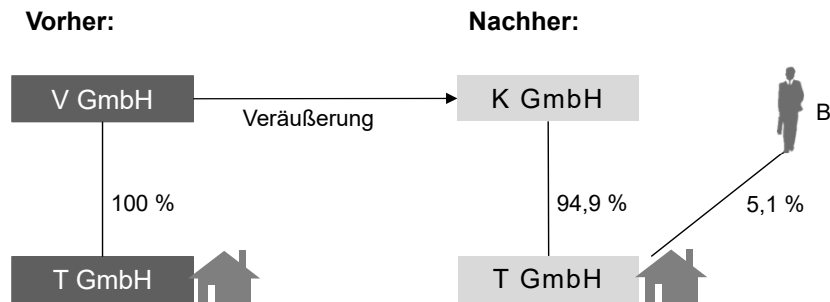 Vorher:
Nachher:
V GmbH
Veräußerung
K GmbH
B
100 %
94,9 %
5,1 %
T GmbH
T GmbH